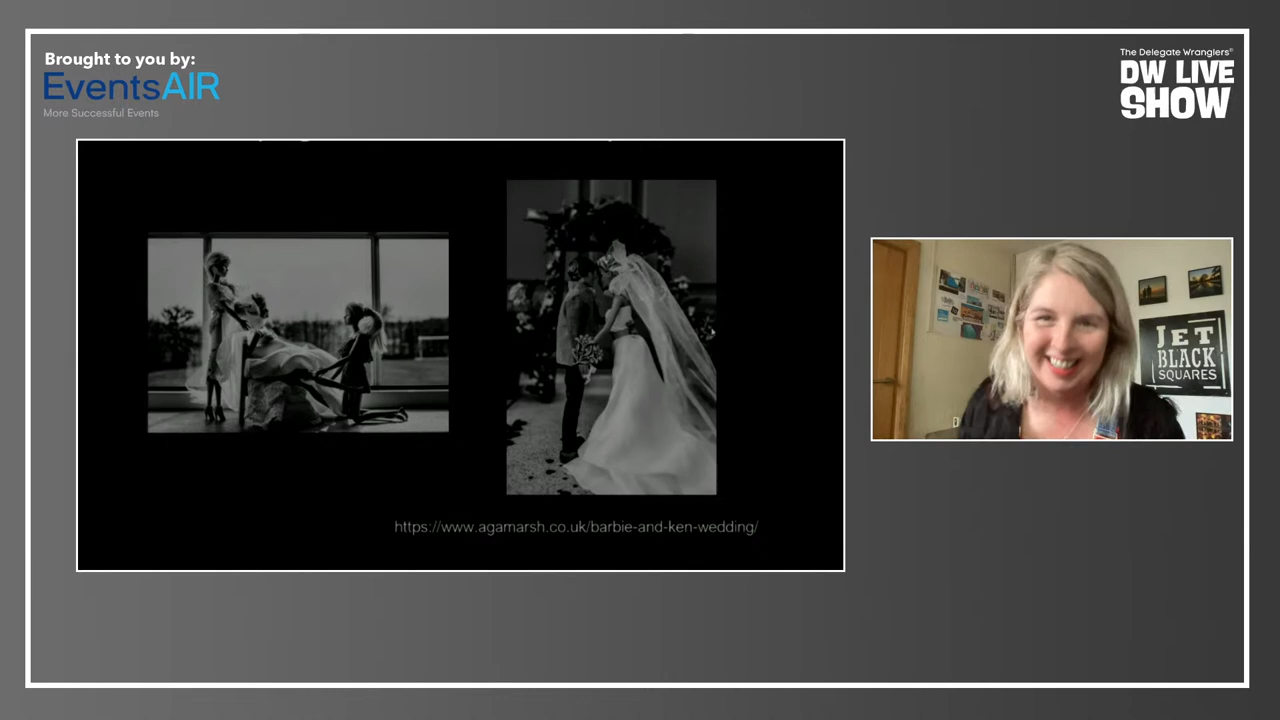 Brought to you by:
EventsAIR
More Successful Events
The Delegate Wranglers®
DW LIVE
SHOW
JET
BLACK
SQUARES
https://www.agamarsh.co.uk/barbie-and-ken-wedding/